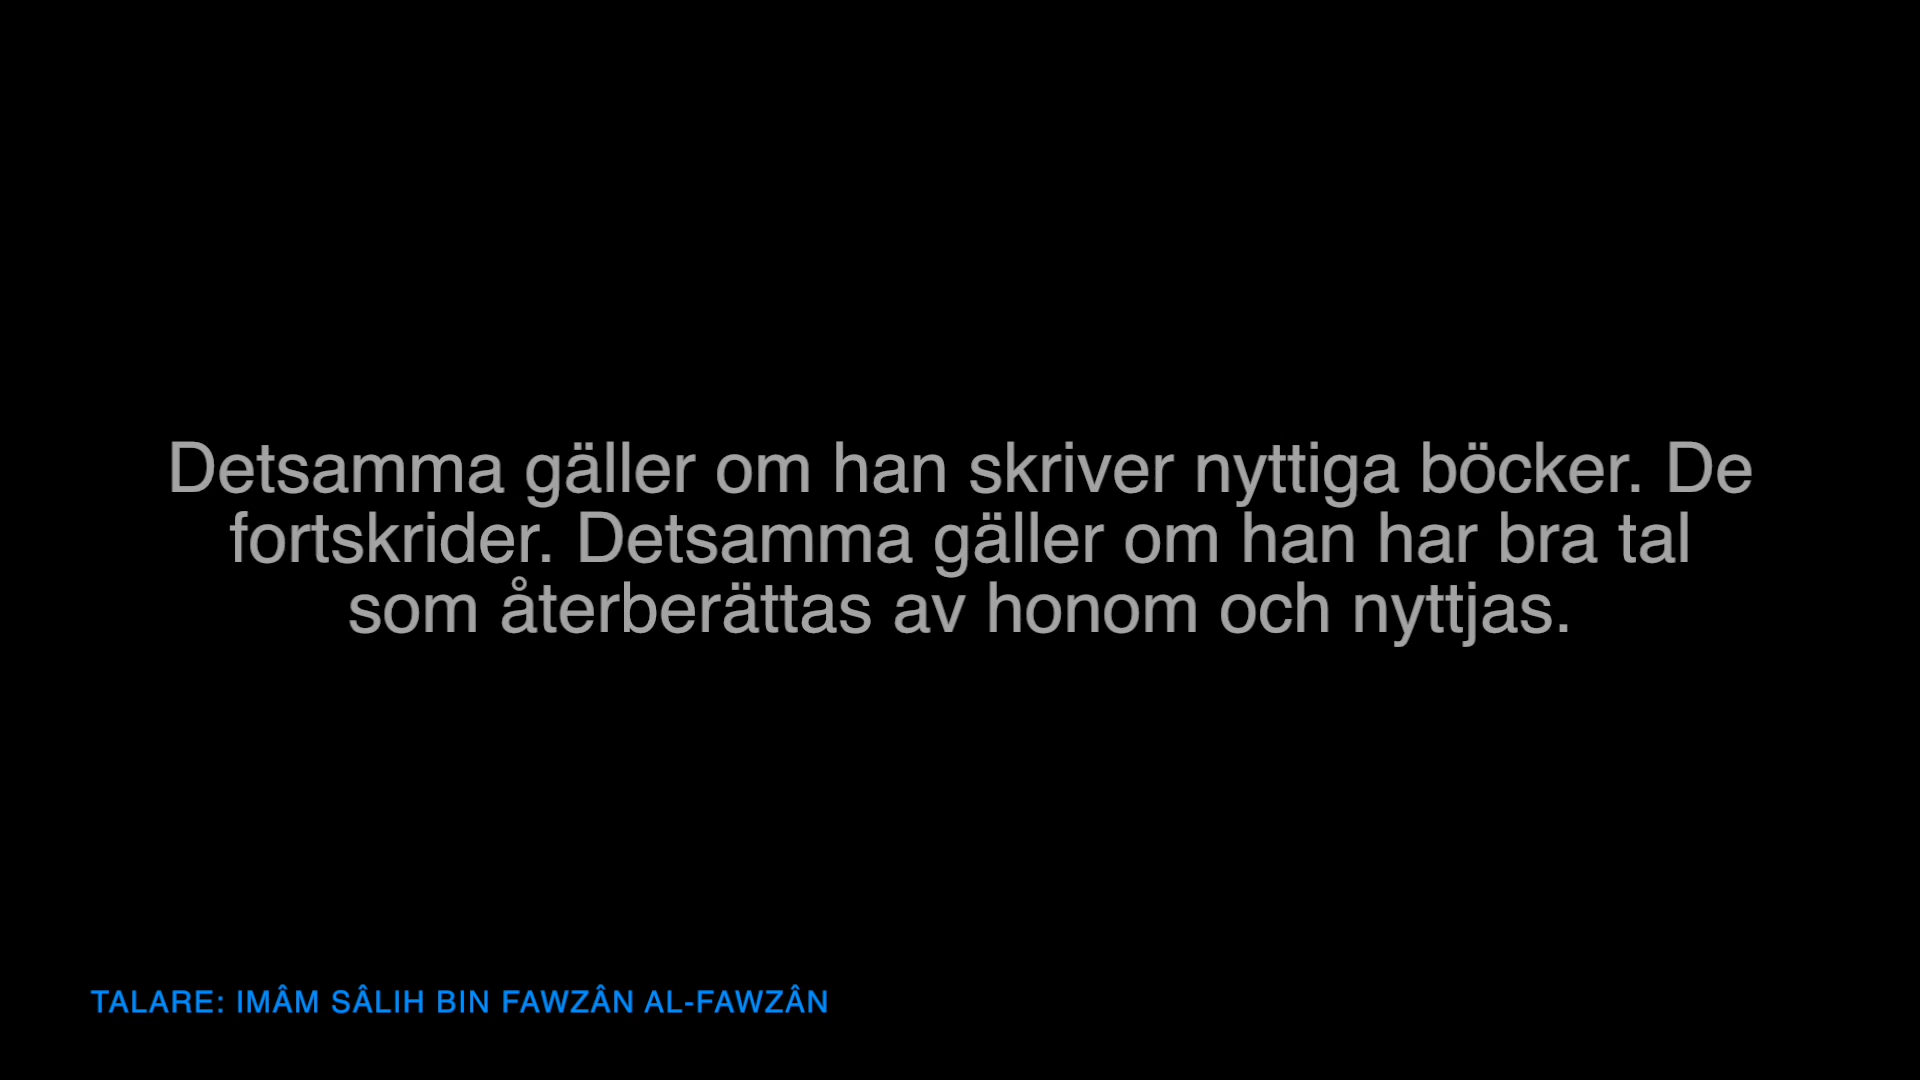 Detsamma gäller om han skriver nyttiga böcker. De
fortskrider. Detsamma gäller om han har bra tal
som återberättas av honom och nyttjas.
TALARE: IMÂM SÂLIH BIN FAWZÂN AL-FAWZÂN